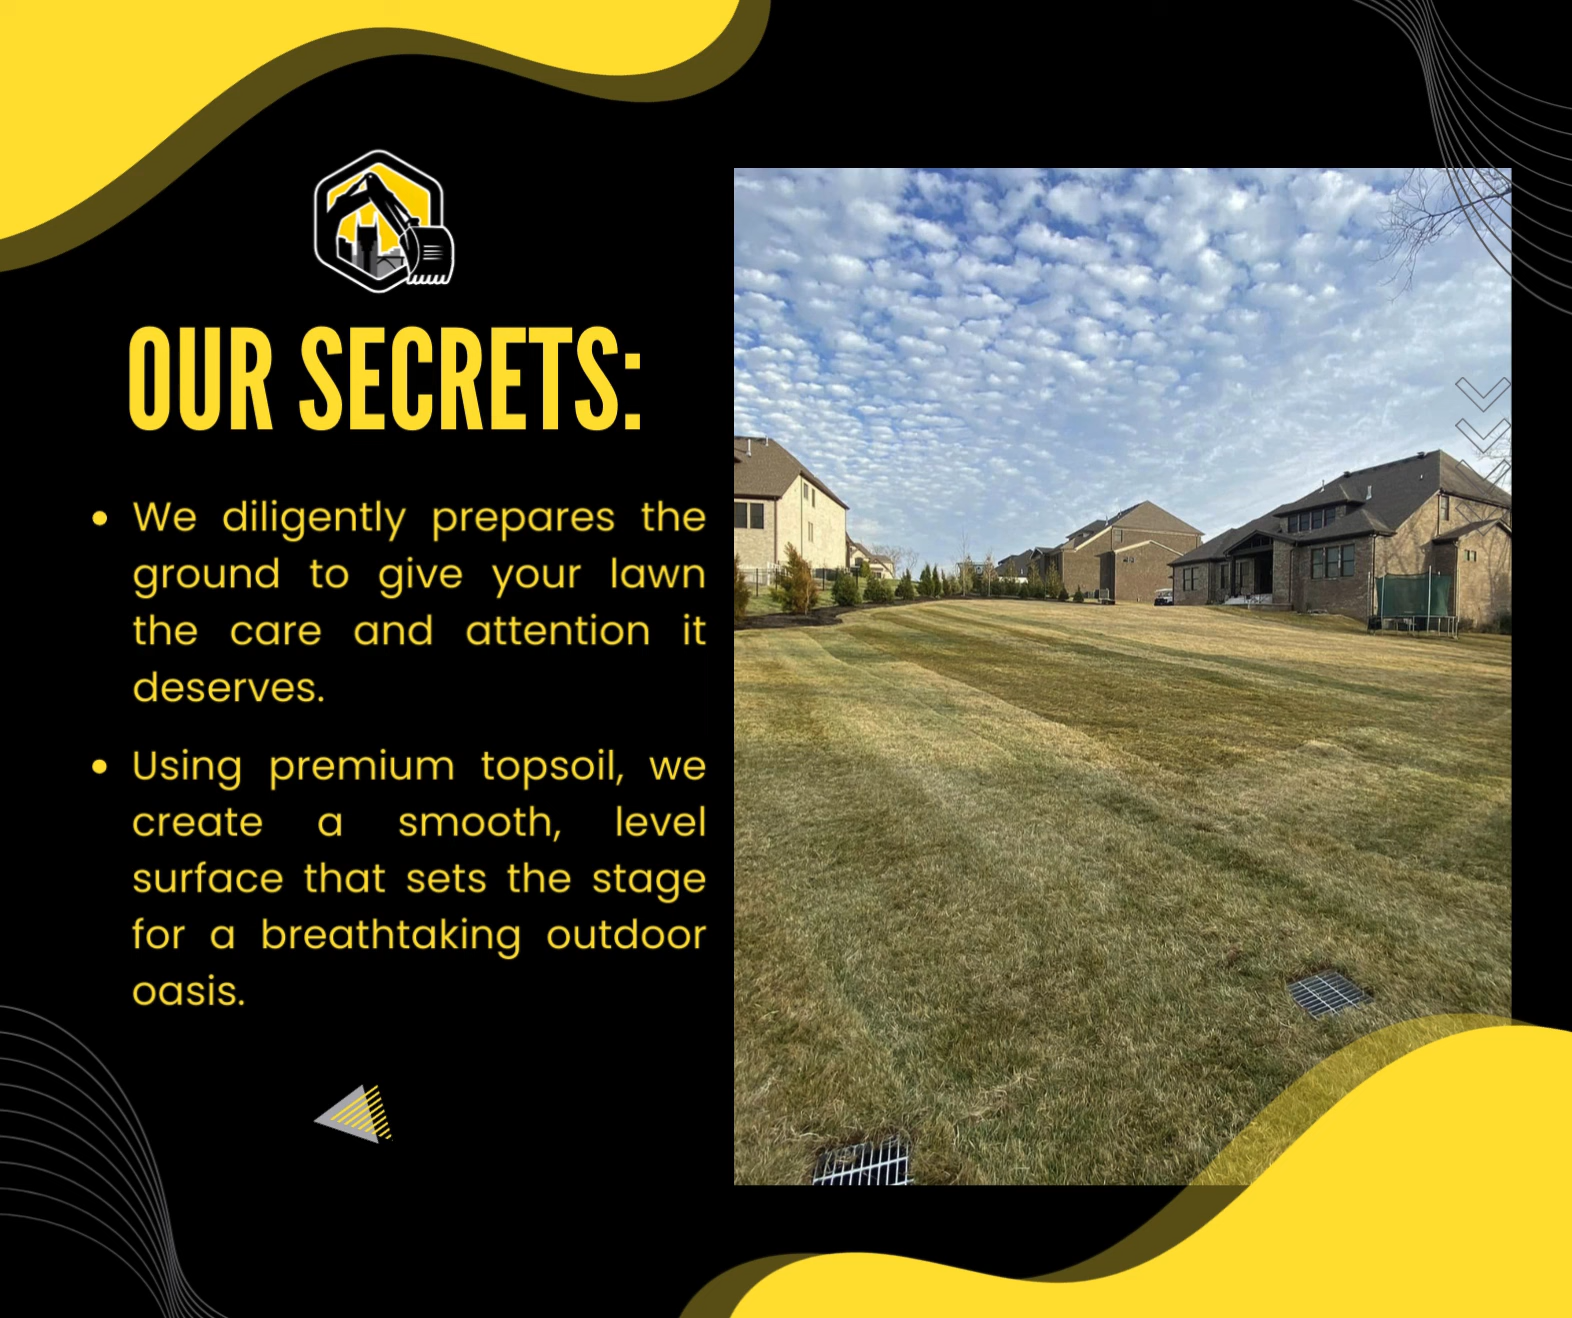 OUR SECRETS:
• We diligently prepares the
ground to give your lawn
the care and attention it
deserves.
• Using premium topsoil, we
create a smooth, level
surface that sets the stage
for a breathtaking outdoor
oasis.